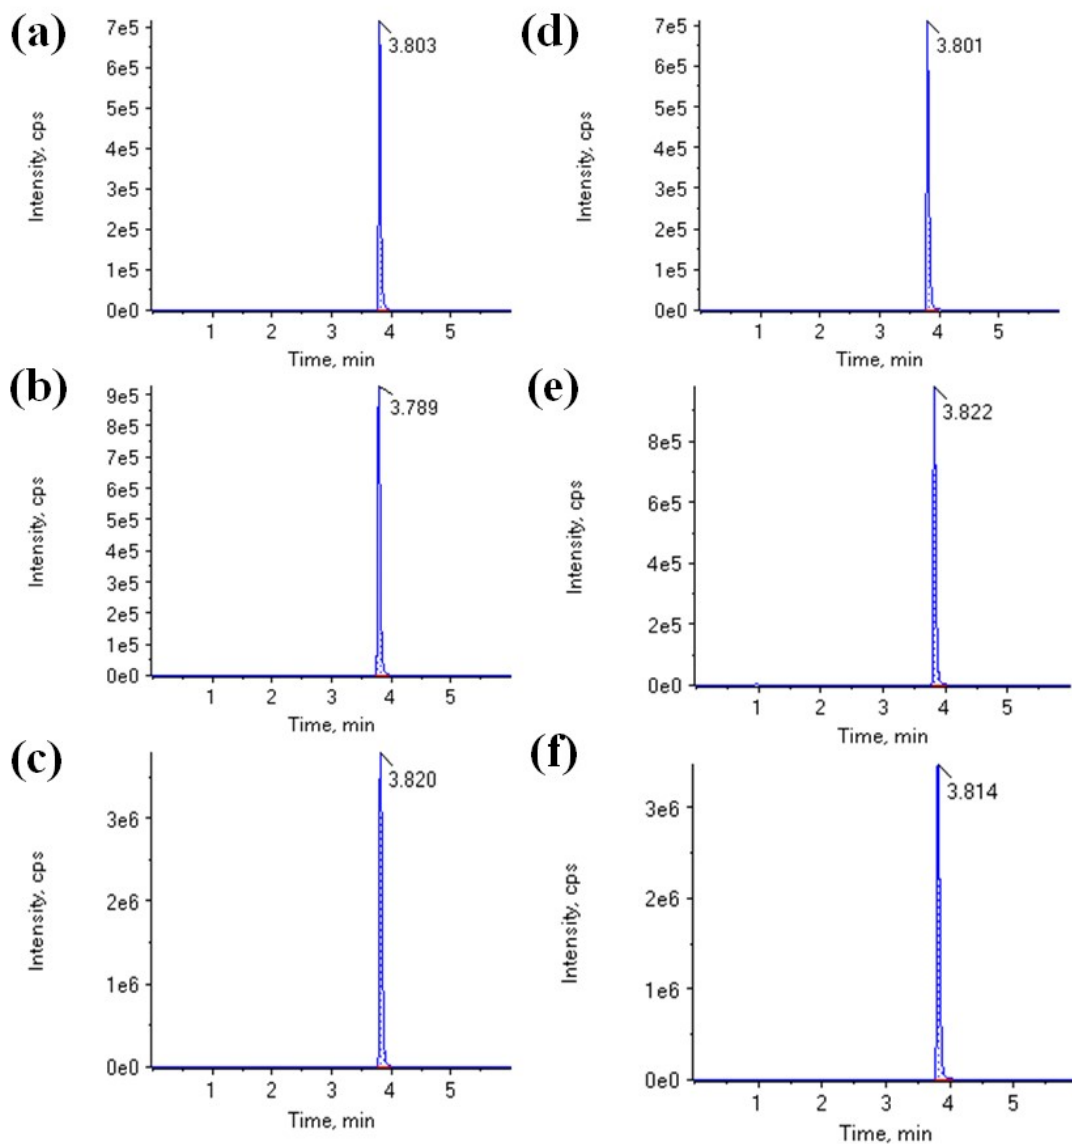 (a)
7e5
6e5
5e5
4e5
3e5
2e5
1e5
0e0
3.803
1 2 3 4 5
Intensity, cps
Time, min
(d)
7e5
6e5
5e5
4e5
3e5
2e5
1e5
0e0
3.801
1 2 3 4 5
Intensity, cps
Time, min
(b)
9e5
8e5
7e5
6e5
5e5
4e5
3e5
2e5
1e5
0e0
3.789
1 2 3 4 5
Intensity, cps
Time, min
(e)
8e5
6e5
4e5
2e5
0e0
3.822
1 2 3 4 5
Intensity, cps
Time, min
(c)
3e6
2e6
1e6
0e0
3.820
1 2 3 4 5
Intensity, cps
Time, min
(f)
3e6
2e6
1e6
0e0
3.814
1 2 3 4 5
Intensity, cps
Time, min